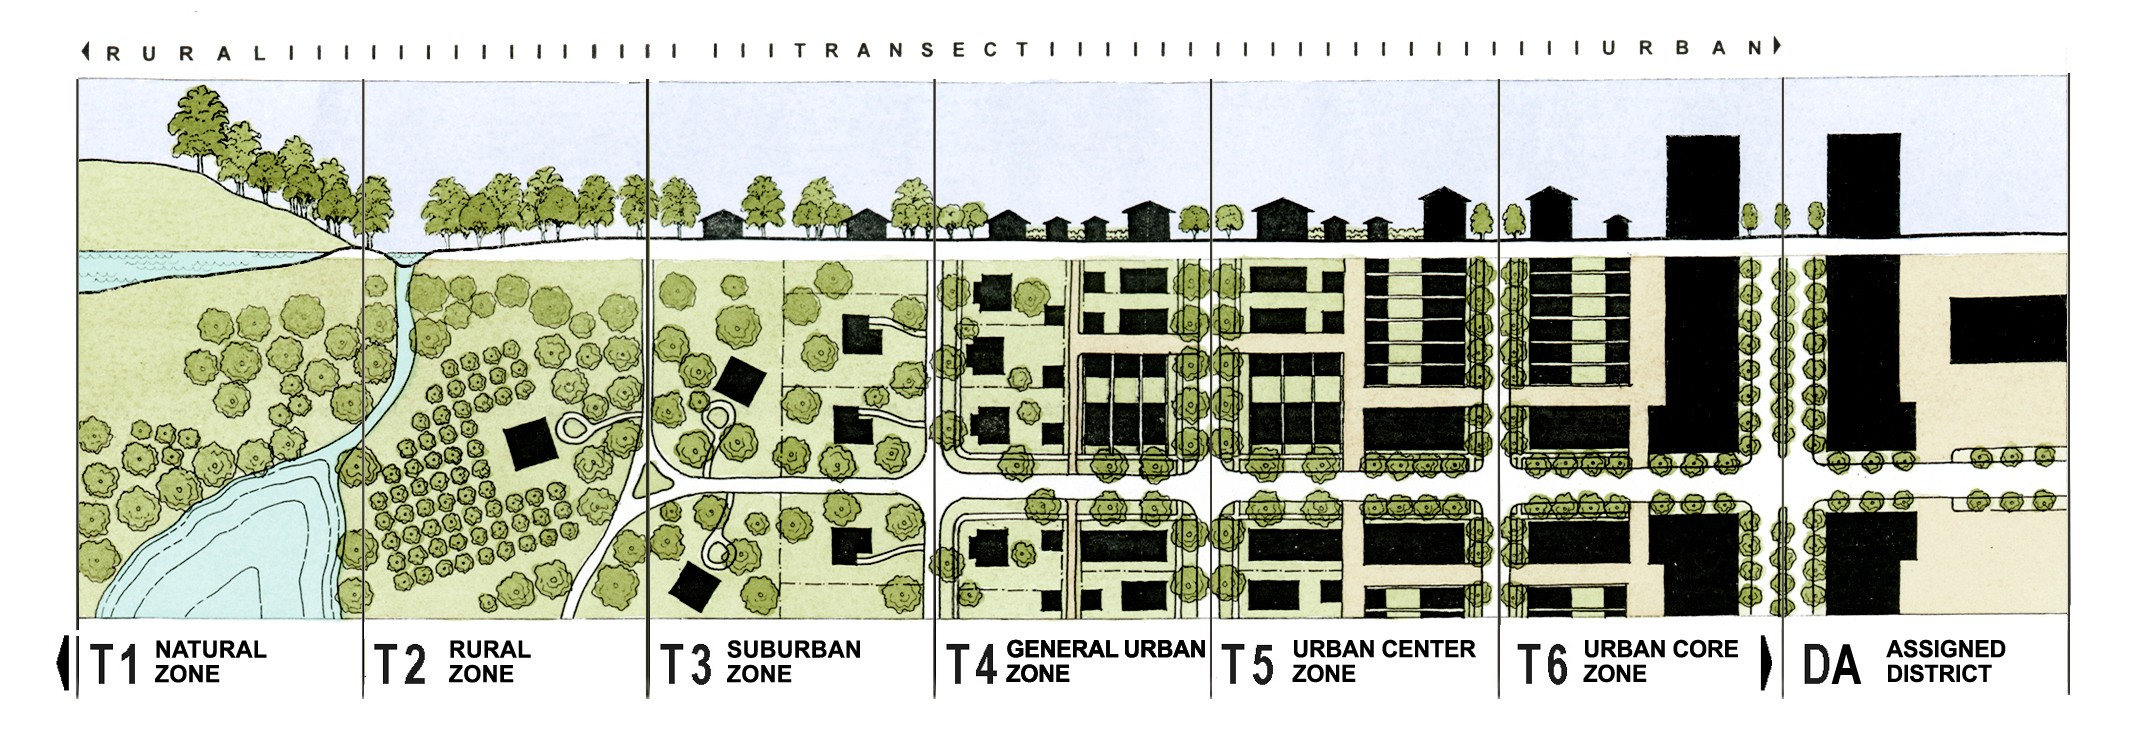 RURAL TRANSECT URBAN
T1 NATURAL ZONE
T2 RURAL ZONE
T3 SUBURBAN ZONE
T4 GENERAL URBAN ZONE
T5 URBAN CENTER ZONE
T6 URBAN CORE ZONE
DA ASSIGNED DISTRICT